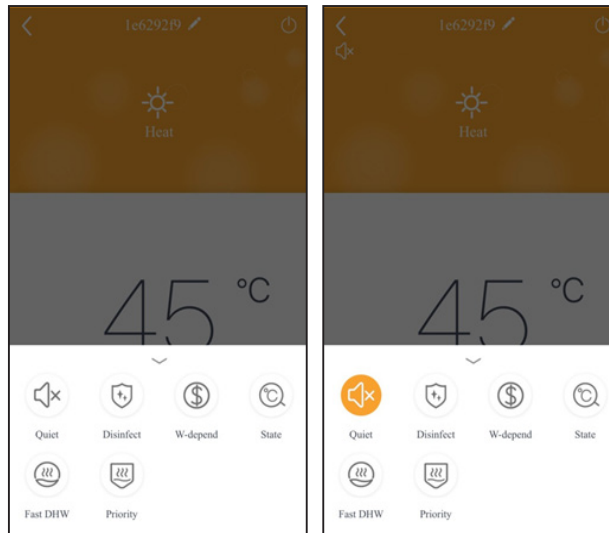 1e6292f9
Heat
45 °C
Quiet Disinfect W-depend State
Fast DHW Priority
1e6292f9
Heat
45 °C
Quiet Disinfect W-depend State
Fast DHW Priority